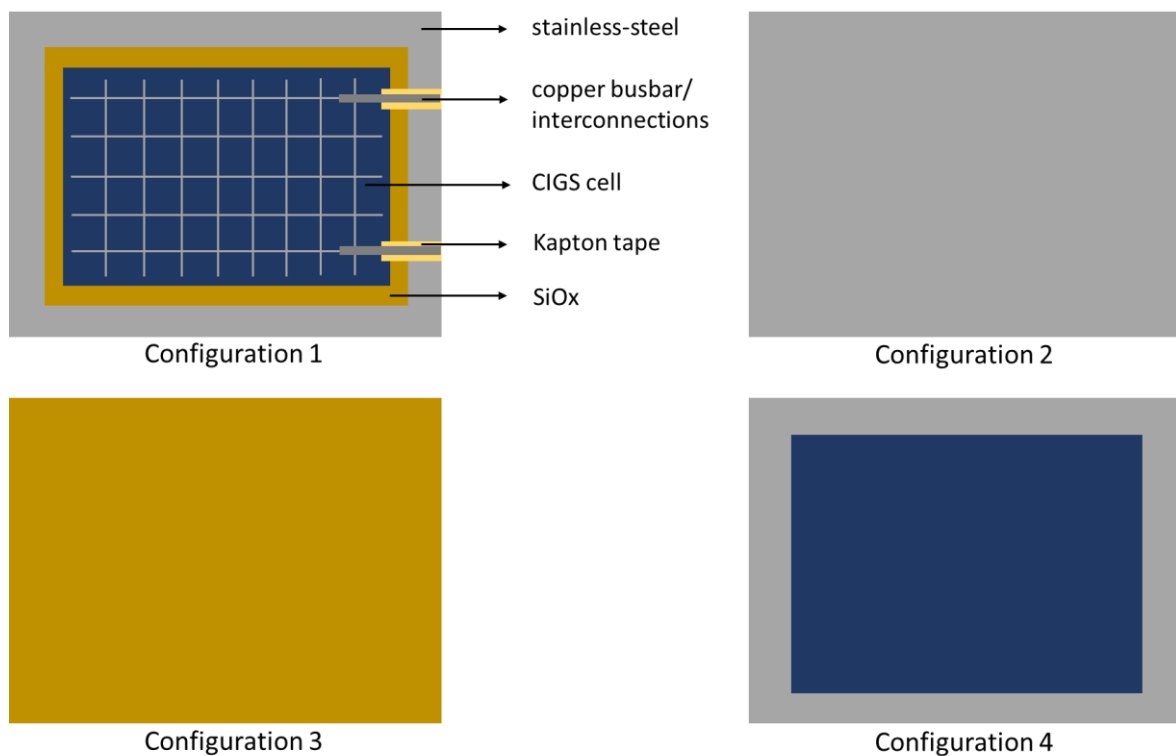 stainless-steel
copper busbar/
interconnections
CIGS cell
Kapton tape
SiOx
Configuration 1
Configuration 2
Configuration 3
Configuration 4